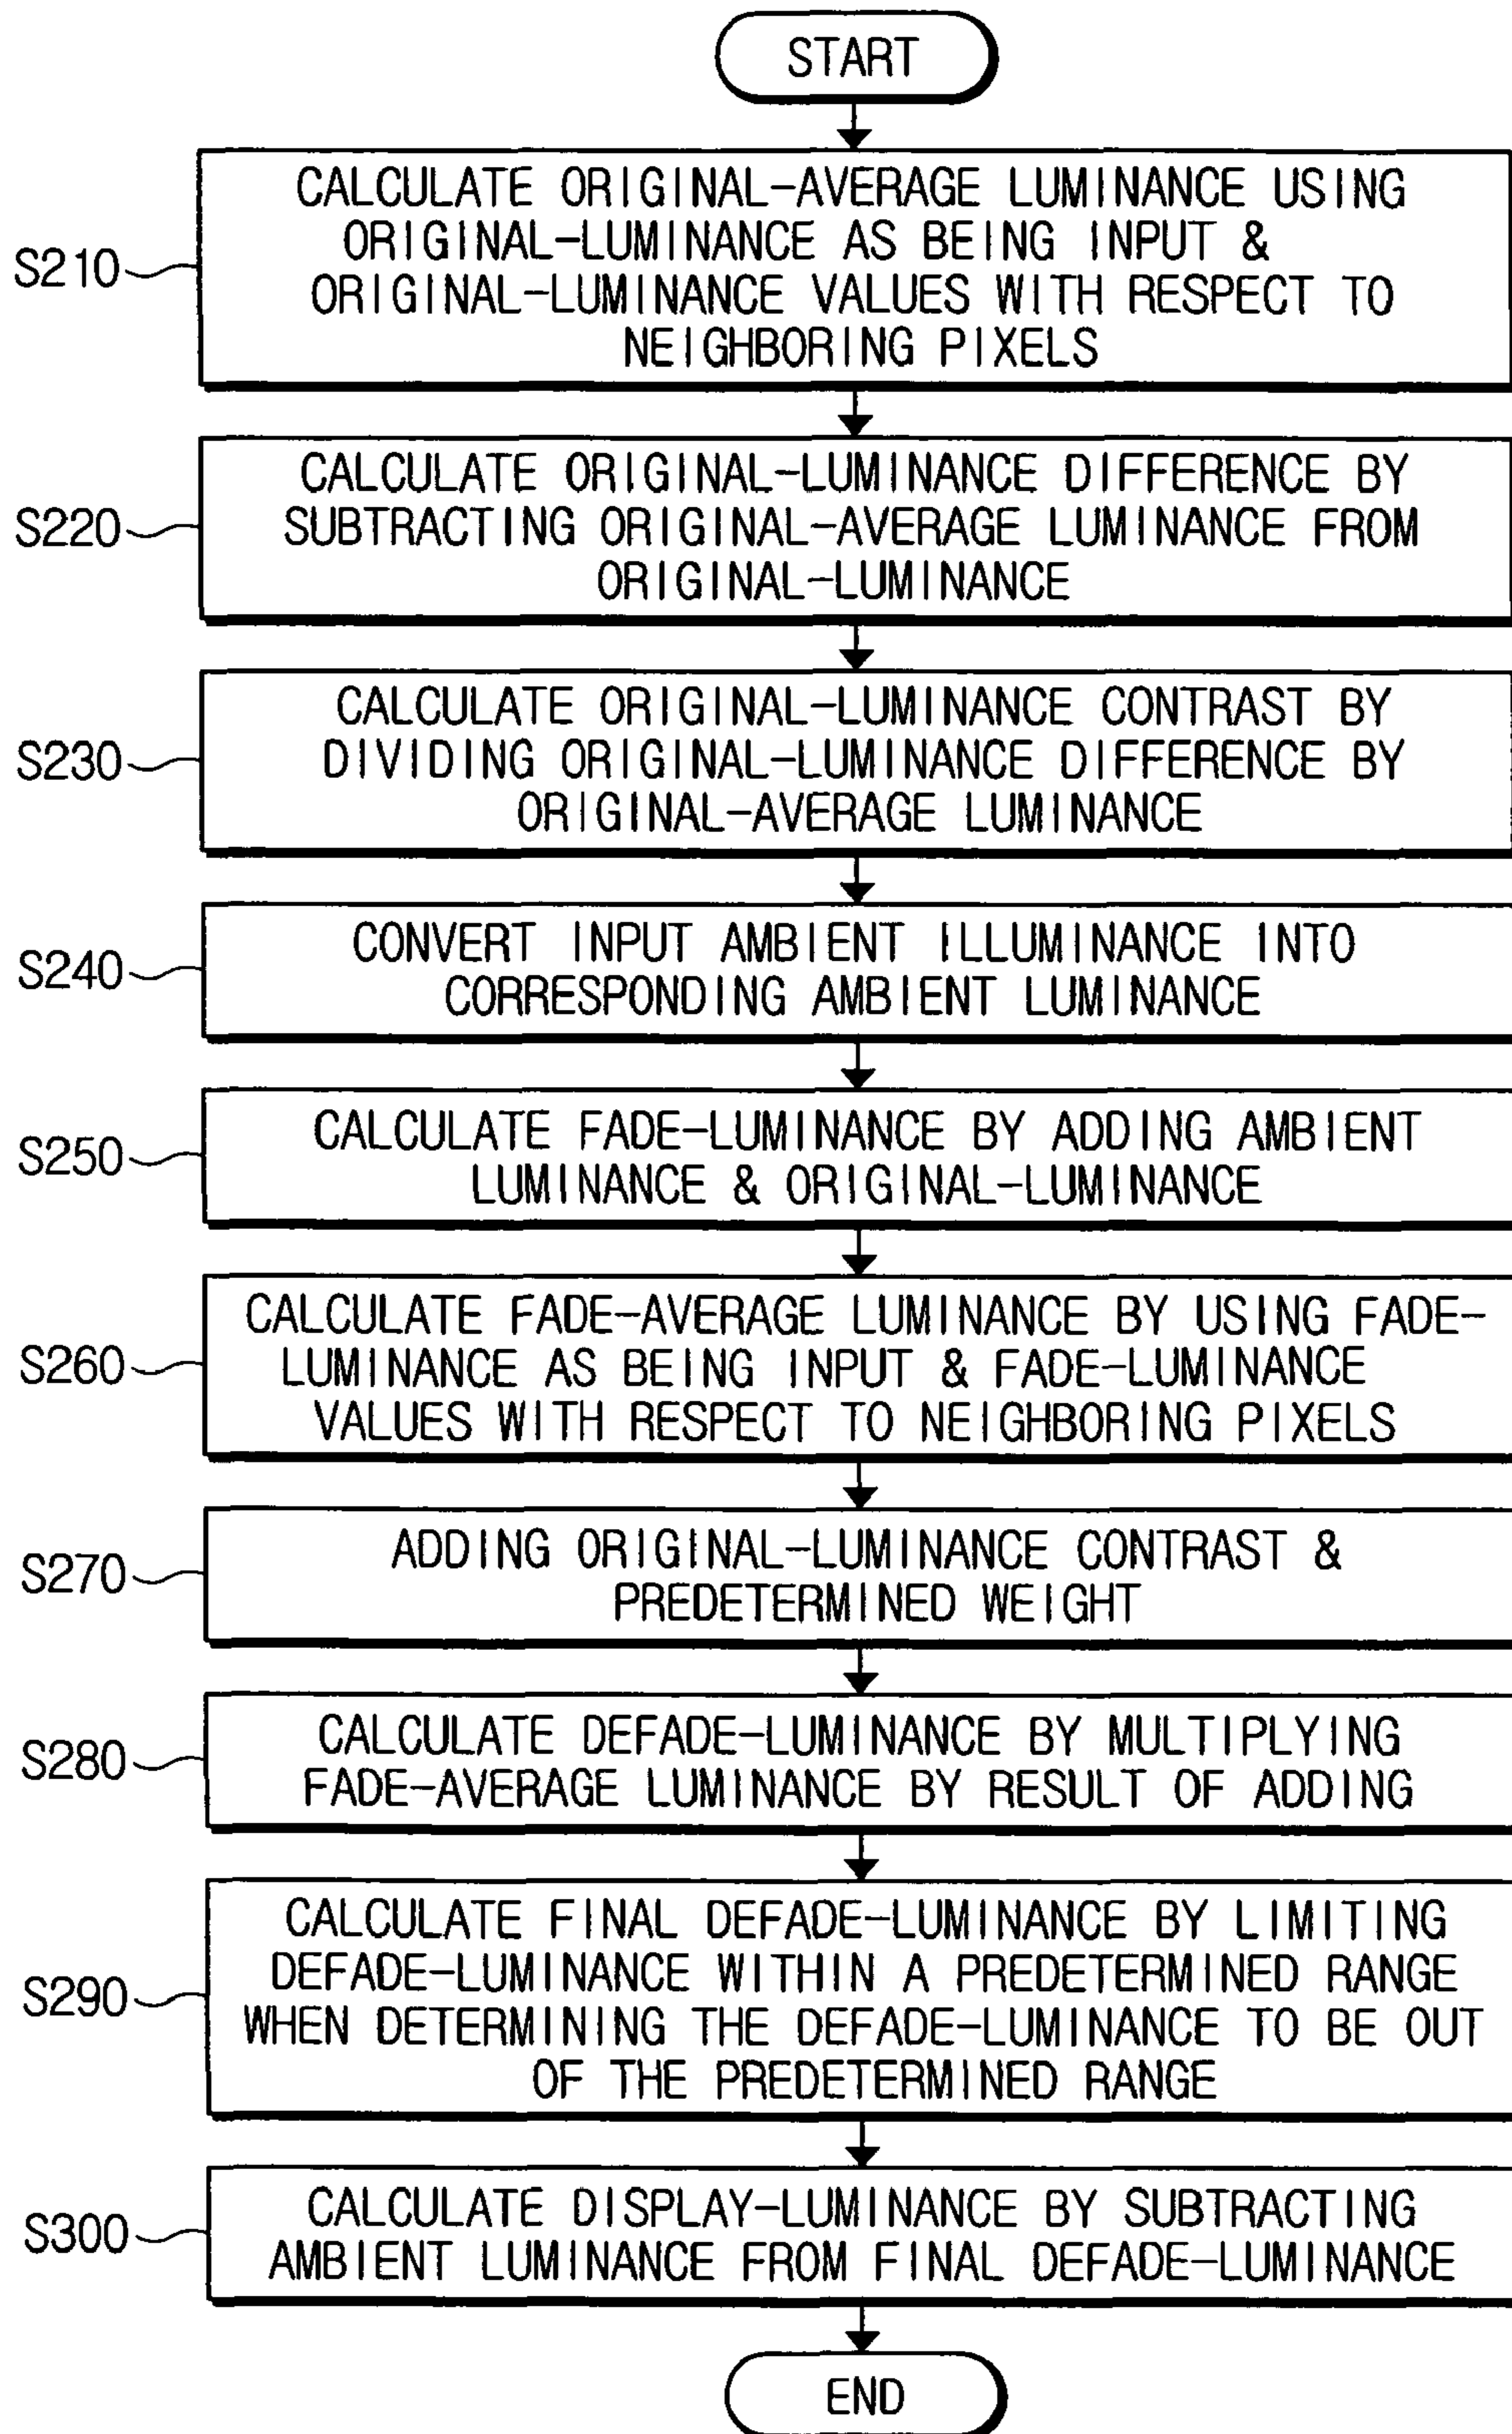 START
S210
CALCULATE ORIGINAL-AVERAGE LUMINANCE USING
ORIGINAL-LUMINANCE AS BEING INPUT &
ORIGINAL-LUMINANCE VALUES WITH RESPECT TO
NEIGHBORING PIXELS
S220
CALCULATE ORIGINAL-LUMINANCE DIFFERENCE BY
SUBTRACTING ORIGINAL-AVERAGE LUMINANCE FROM
ORIGINAL-LUMINANCE
S230
CALCULATE ORIGINAL-LUMINANCE CONTRAST BY
DIVIDING ORIGINAL-LUMINANCE DIFFERENCE BY
ORIGINAL-AVERAGE LUMINANCE
S240
CONVERT INPUT AMBIENT ILLUMINANCE INTO
CORRESPONDING AMBIENT LUMINANCE
S250
CALCULATE FADE-LUMINANCE BY ADDING AMBIENT
LUMINANCE & ORIGINAL-LUMINANCE
S260
CALCULATE FADE-AVERAGE LUMINANCE BY USING FADE-
LUMINANCE AS BEING INPUT & FADE-LUMINANCE
VALUES WITH RESPECT TO NEIGHBORING PIXELS
S270
ADDING ORIGINAL-LUMINANCE CONTRAST &
PREDETERMINED WEIGHT
S280
CALCULATE DEFADE-LUMINANCE BY MULTIPLYING
FADE-AVERAGE LUMINANCE BY RESULT OF ADDING
S290
CALCULATE FINAL DEFADE-LUMINANCE BY LIMITING
DEFADE-LUMINANCE WITHIN A PREDETERMINED RANGE
WHEN DETERMINING THE DEFADE-LUMINANCE TO BE OUT
OF THE PREDETERMINED RANGE
S300
CALCULATE DISPLAY-LUMINANCE BY SUBTRACTING
AMBIENT LUMINANCE FROM FINAL DEFADE-LUMINANCE
END